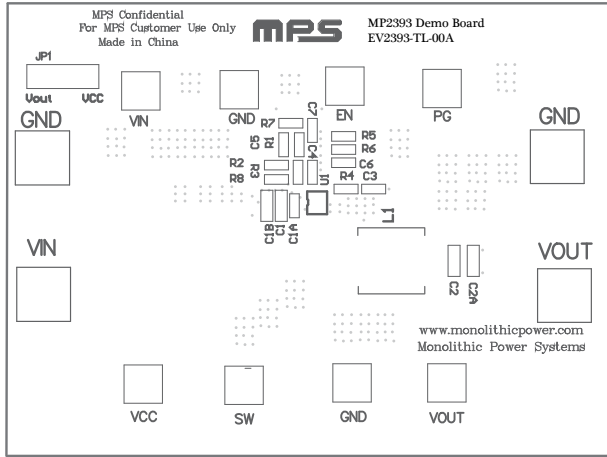 MPS Confidential
For MPS Customer Use Only
Made in China
mps
MP2393 Demo Board
EV2393-TL-00A
JP1
Vout VCC
VIN
GND
EN
PG
GND
GND
C7
R7
C5
R1
C4
R5
R6
C6
R2
R3
R8
U1
R4 C3
C1B
C1
C1A
L1
VIN
VOUT
C2
C2A
www.monolithicpower.com
Monolithic Power Systems
VCC
SW
GND
VOUT